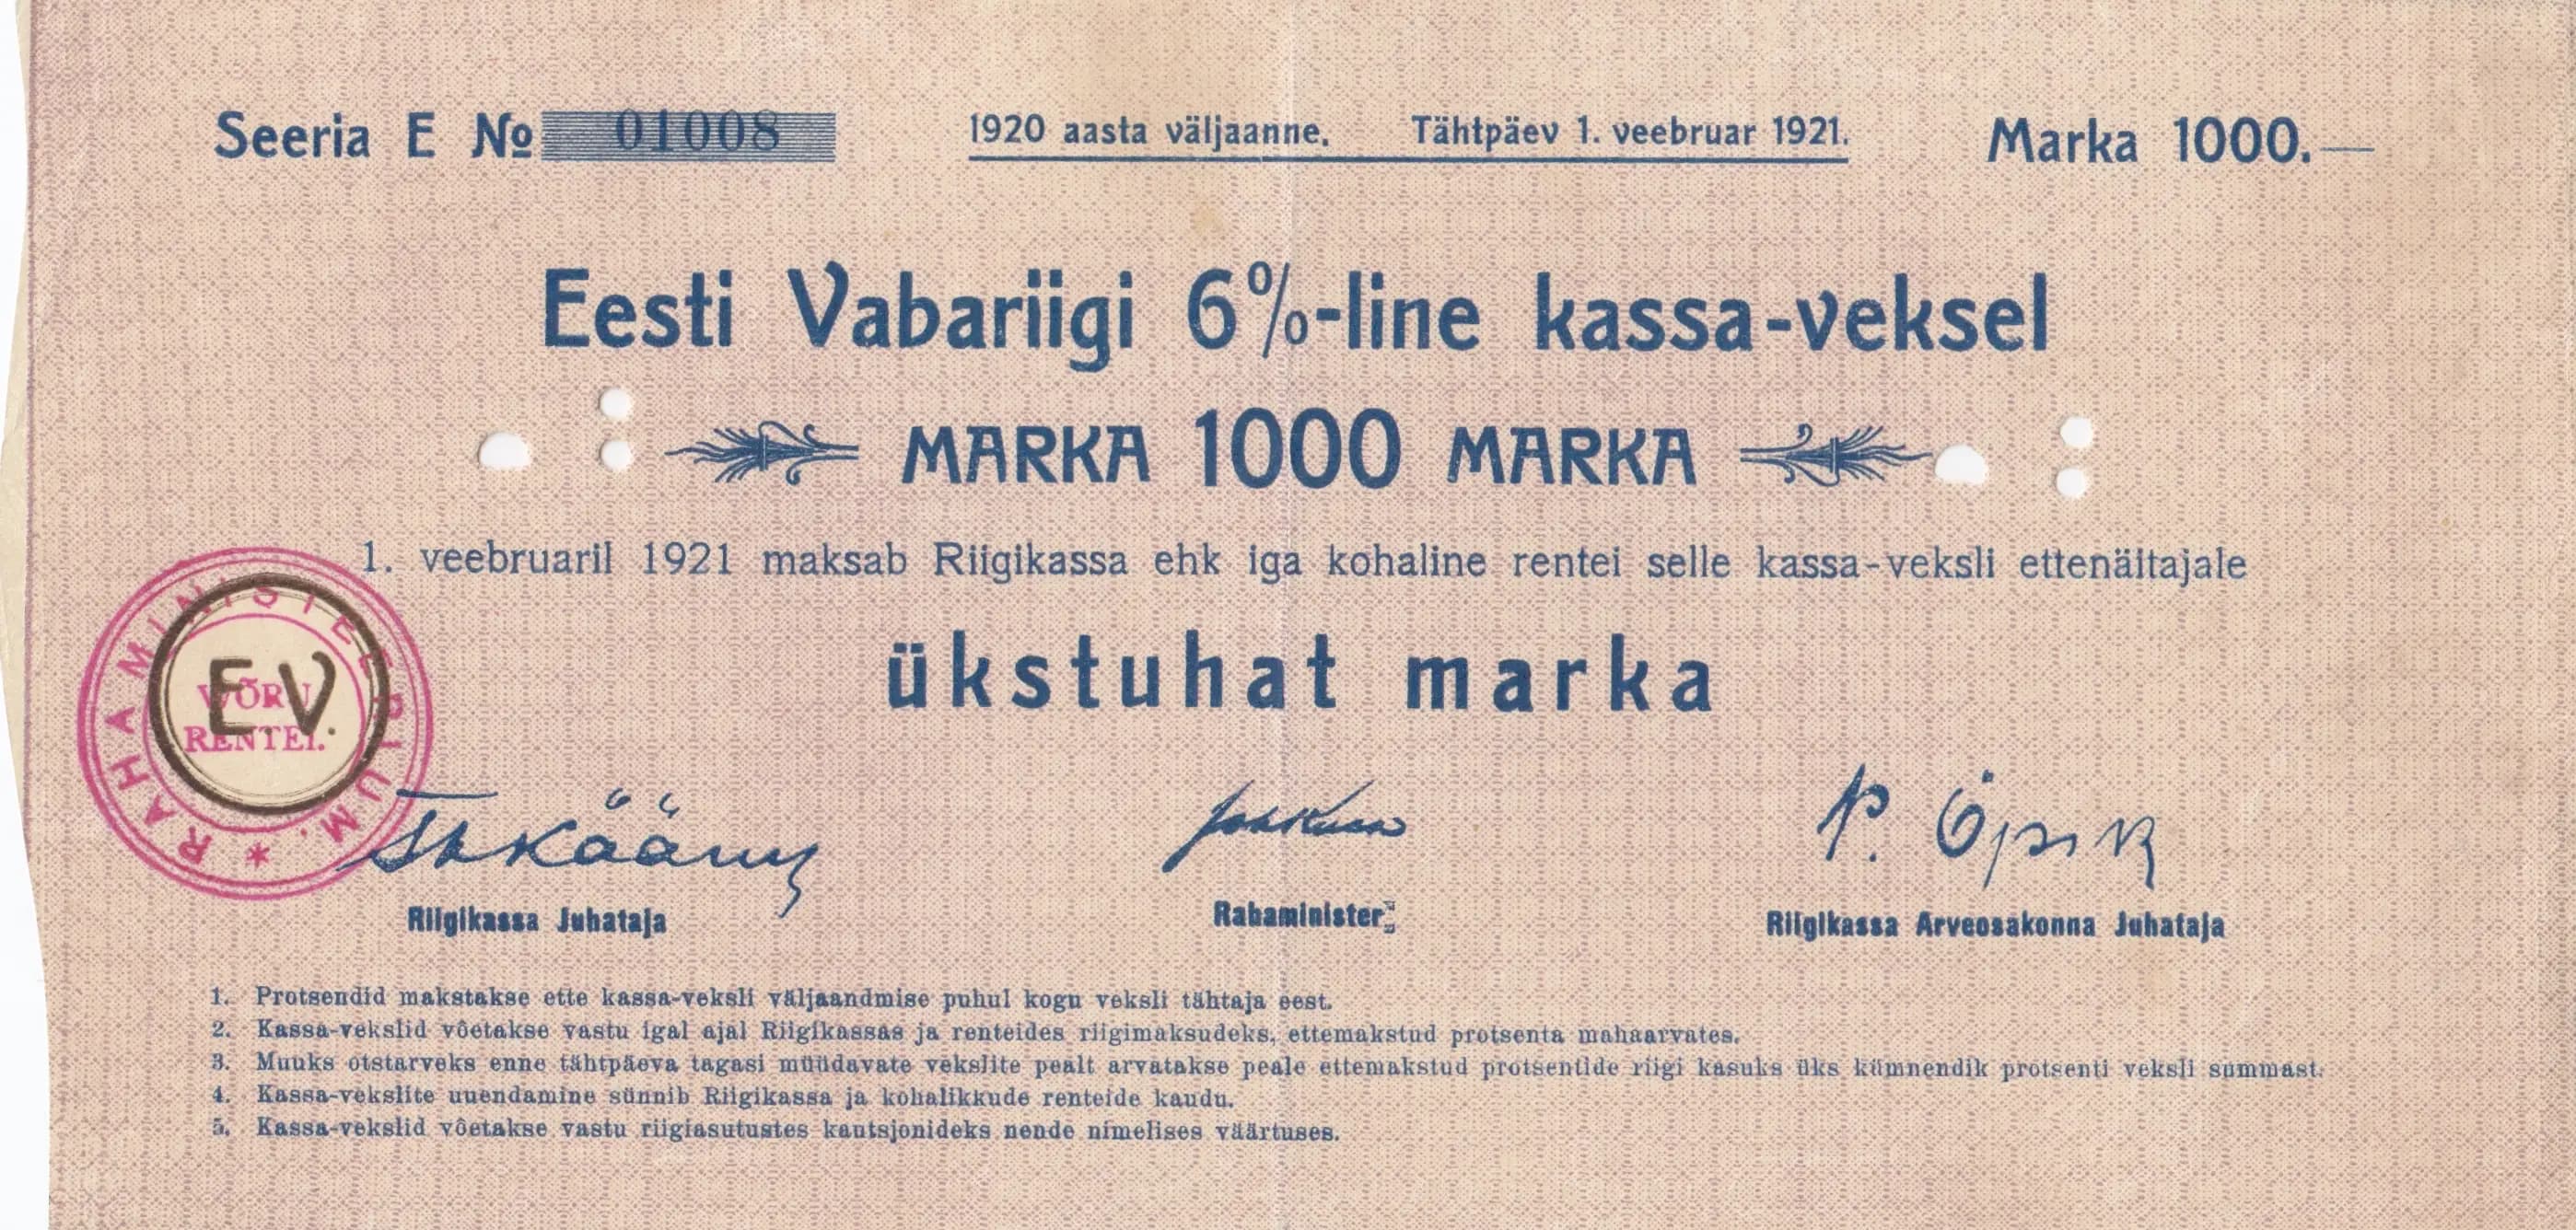 Seeria E № 01008 1920 aasta väljaanne. Tähtpäev 1. veebruar 1921. Marka 1000.—
Eesti Vabariigi 6%-line kassa-veksel
MARKA 1000 MARKA
1. veebruaril 1921 maksab Riigikassa ehk iga kohaline rentei selle kassa-veksli ettenäitajale
ükstuhat marka
RAHAMINISTEERIUM.
WÕRU
RENTEI.
EV.
P. Öpik
Riigikassa Juhataja Rahaminister Riigikassa Arveosakonna Juhataja
1. Protsendid makstakse ette kassa-veksli väljaandmise puhul kogu veksli tähtaja eest.
2. Kassa-vekslid võetakse vastu igal ajal Riigikassas ja renteides riigimaksudeks, ettemakstud protsenta mahaarvates.
3. Muuks otstarveks enne tähtpäeva tagasi müüdavate vekslite pealt arvatakse peale ettemakstud protsentide riigi kasuks üks kümnendik protsenti veksli summast.
4. Kassa-vekslite uuendamine sünnib Riigikassa ja kohalikkude renteide kaudu.
5. Kassa-vekslid võetakse vastu riigiasutustes kautsjonideks nende nimelises väärtuses.